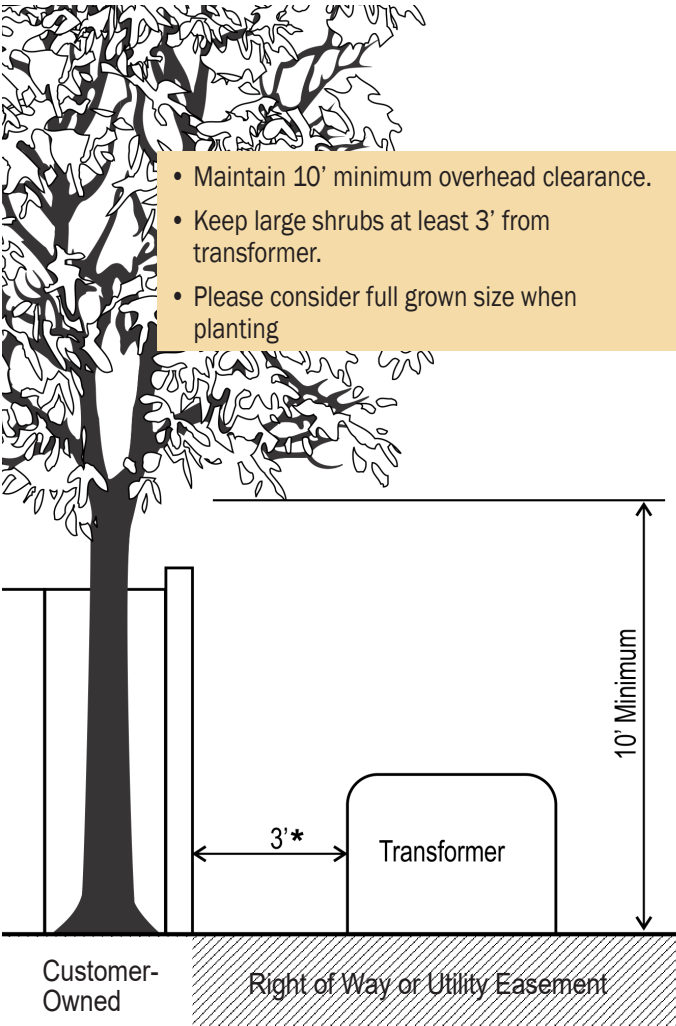 • Maintain 10’ minimum overhead clearance.
• Keep large shrubs at least 3’ from
transformer.
• Please consider full grown size when
planting
10’ Minimum
3’*
Transformer
Customer-
Owned
Right of Way or Utility Easement